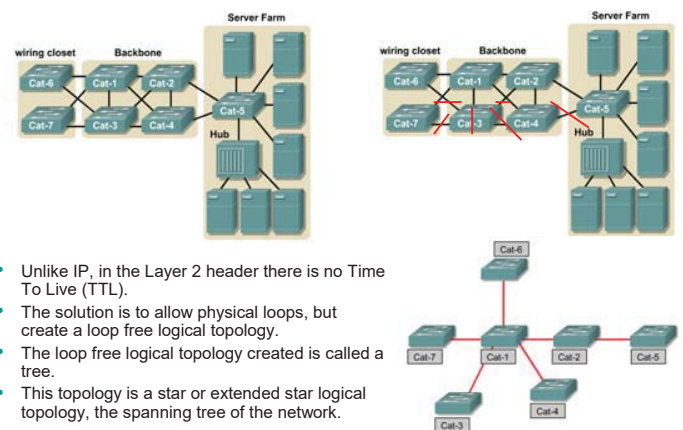 Server Farm
wiring closet Backbone
Cat-6 Cat-1 Cat-2
Cat-5
Cat-7 Cat-3 Cat-4
Hub
Server Farm
wiring closet Backbone
Cat-6 Cat-1 Cat-2
Cat-5
Cat-7 Cat-3 Cat-4
Hub
• Unlike IP, in the Layer 2 header there is no Time
To Live (TTL).
• The solution is to allow physical loops, but
create a loop free logical topology.
• The loop free logical topology created is called a
tree.
• This topology is a star or extended star logical
topology, the spanning tree of the network.
Cat-6
Cat-7 Cat-1 Cat-2 Cat-5
Cat-3 Cat-4